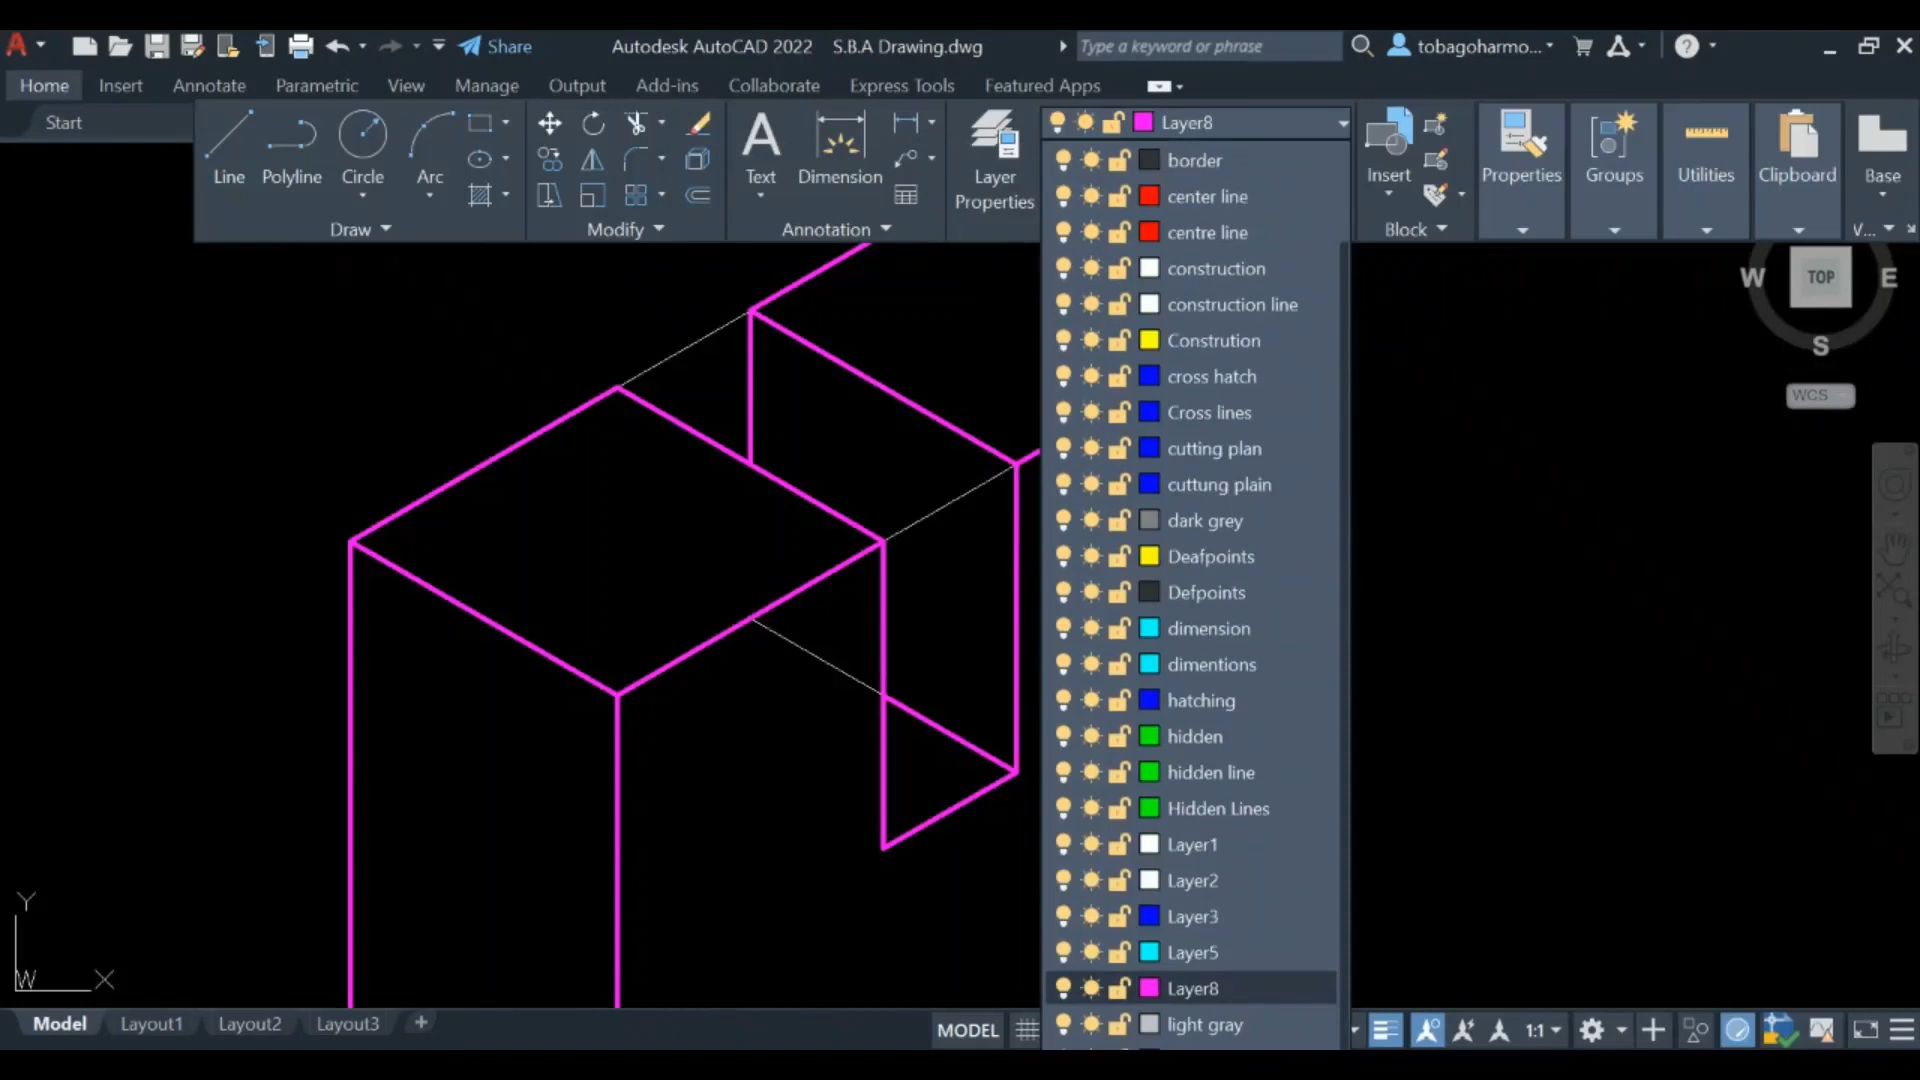 Share
Autodesk AutoCAD 2022 S.B.A Drawing.dwg
Type a keyword or phrase
tobagoharmo...
Home Insert Annotate Parametric View Manage Output Add-ins Collaborate Express Tools Featured Apps
Start
Line Polyline Circle Arc
Draw
Modify
Text Dimension
Annotation
Layer
Properties
Layer8
border
center line
centre line
construction
construction line
Constrution
cross hatch
Cross lines
cutting plan
cuttung plain
dark grey
Deafpoints
Defpoints
dimension
dimentions
hatching
hidden
hidden line
Hidden Lines
Layer1
Layer2
Layer3
Layer5
Layer8
light gray
Insert
Block
Properties Groups Utilities Clipboard Base
V...
W TOP E
S
WCS
Y
W X
Model Layout1 Layout2 Layout3 +
MODEL
1:1